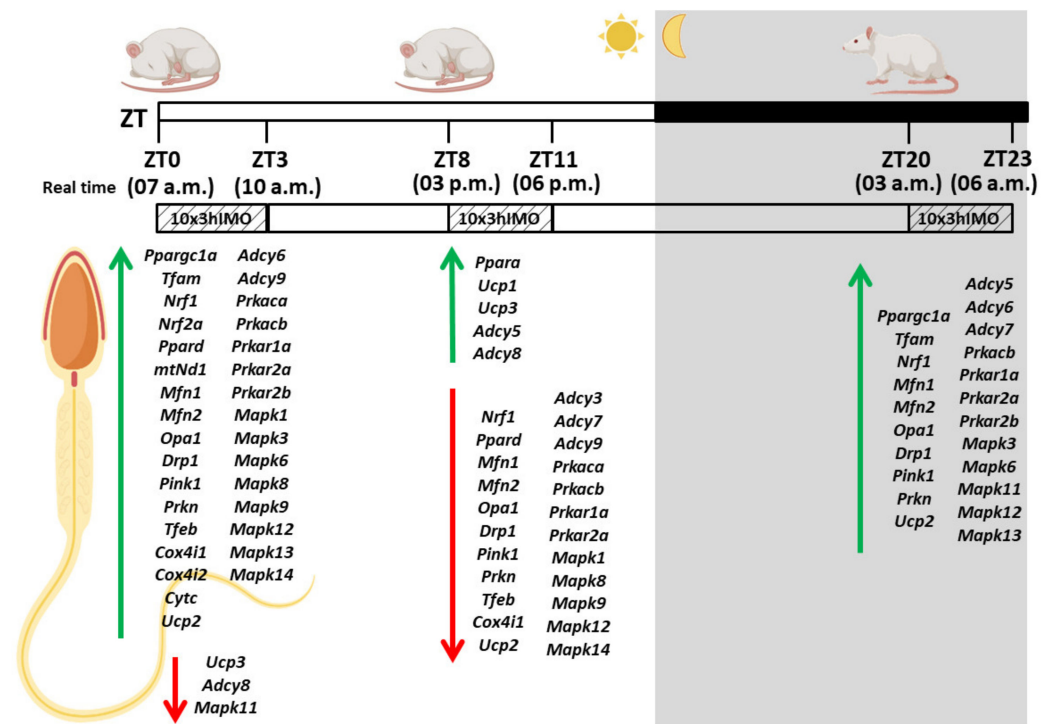 ZT
ZT0 ZT3 ZT8 ZT11 ZT20 ZT23
Real time (07 a.m.) (10 a.m.) (03 p.m.) (06 p.m.) (03 a.m.) (06 a.m.)
10x3hIMO 10x3hIMO 10x3hIMO
Ppargc1a
Tfam
Nrf1
Nrf2a
Ppard
mtNd1
Mfn1
Mfn2
Opa1
Drp1
Pink1
Prkn
Tfeb
Cox4i1
Cox4i2
Cytc
Ucp2
Adcy6
Adcy9
Prkaca
Prkacb
Prkar1a
Prkar2a
Prkar2b
Mapk1
Mapk3
Mapk6
Mapk8
Mapk9
Mapk12
Mapk13
Mapk14
Ucp3
Adcy8
Mapk11
Ppara
Ucp1
Ucp3
Adcy5
Adcy8
Nrf1
Ppard
Mfn1
Mfn2
Opa1
Drp1
Pink1
Prkn
Tfeb
Cox4i1
Ucp2
Adcy3
Adcy7
Adcy9
Prkaca
Prkacb
Prkar1a
Prkar2a
Mapk1
Mapk8
Mapk9
Mapk12
Mapk14
Ppargc1a
Tfam
Nrf1
Mfn1
Mfn2
Opa1
Drp1
Pink1
Prkn
Ucp2
Adcy5
Adcy6
Adcy7
Prkacb
Prkar1a
Prkar2a
Prkar2b
Mapk3
Mapk6
Mapk11
Mapk12
Mapk13